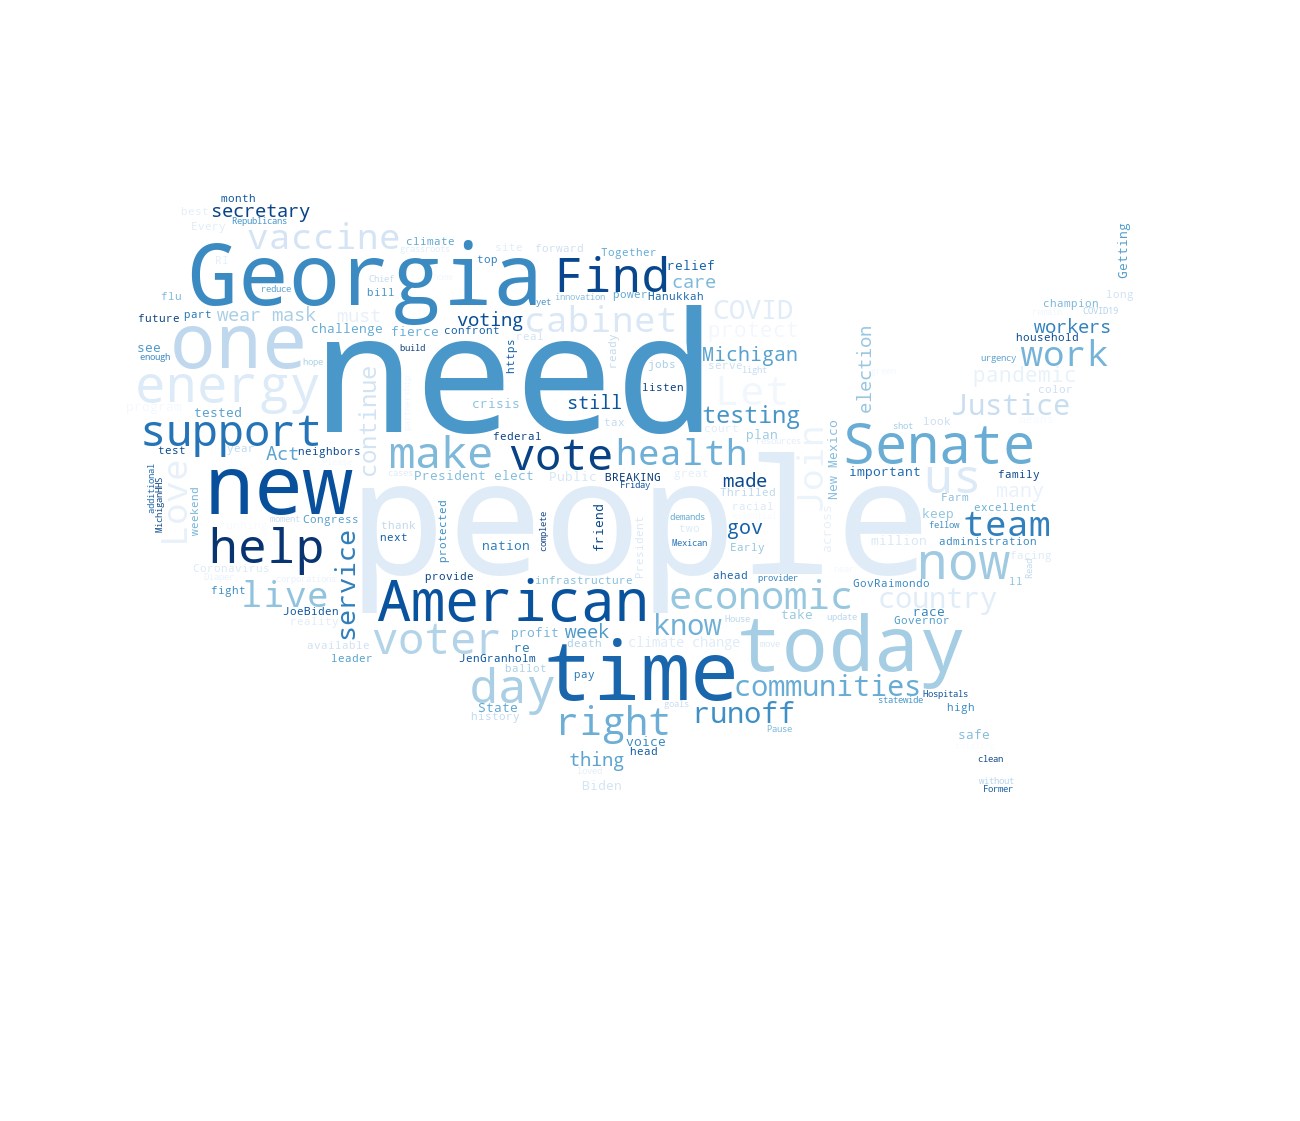 month
best
secretary
Every
Republicans
vaccine
RI
climate
site
forward
Together
Getting
Georgia
top
Find
relief
care
Chief
flu
reduce
bill
yet
innovation
power
Hanukkah
long
future
part
wear mask
must
voting
cabinet
COVID
champion
COVID19
challenge
fierce
confront
real
protect
workers
household
one
see
enough
hope
build
need
https
ready
jobs
Michigan
serve
light
election
urgency
work
energy
continue
crisis
still
listen
Let
pandemic
color
program
tested
testing
Justice
support
federal
tax
court
plan
shot
look
test
year
Act
neighbors
make
vote
health
resources
Join
New Mexico
Senate
additional
MichiganHHS
Love
weekend
new
President elect
cases
Public
BREAKING
Friday
great
made
important
us
family
Thrilled
many
moment
Congress
people
racial
Farm
excellent
thank
protected
complete
friend
demands
two
gov
keep
fellow
team
help
service
next
nation
President
Mexican
Early
across
million
administration
Coronavirus
now
facing
Read
fight
live
provide
infrastructure
ahead
provider
GovRaimondo
ll
JoeBiden
American
economic
country
race
reality
voter
profit
week
know
House
take
update
Governor
available
re
death
climate change
move
today
leader
JenGranholm
ballot
time
day
pay
communities
Hospitals
State
goals
statewide
high
history
right
runoff
Pause
voice
safe
thing
head
clean
Biden
without
Former